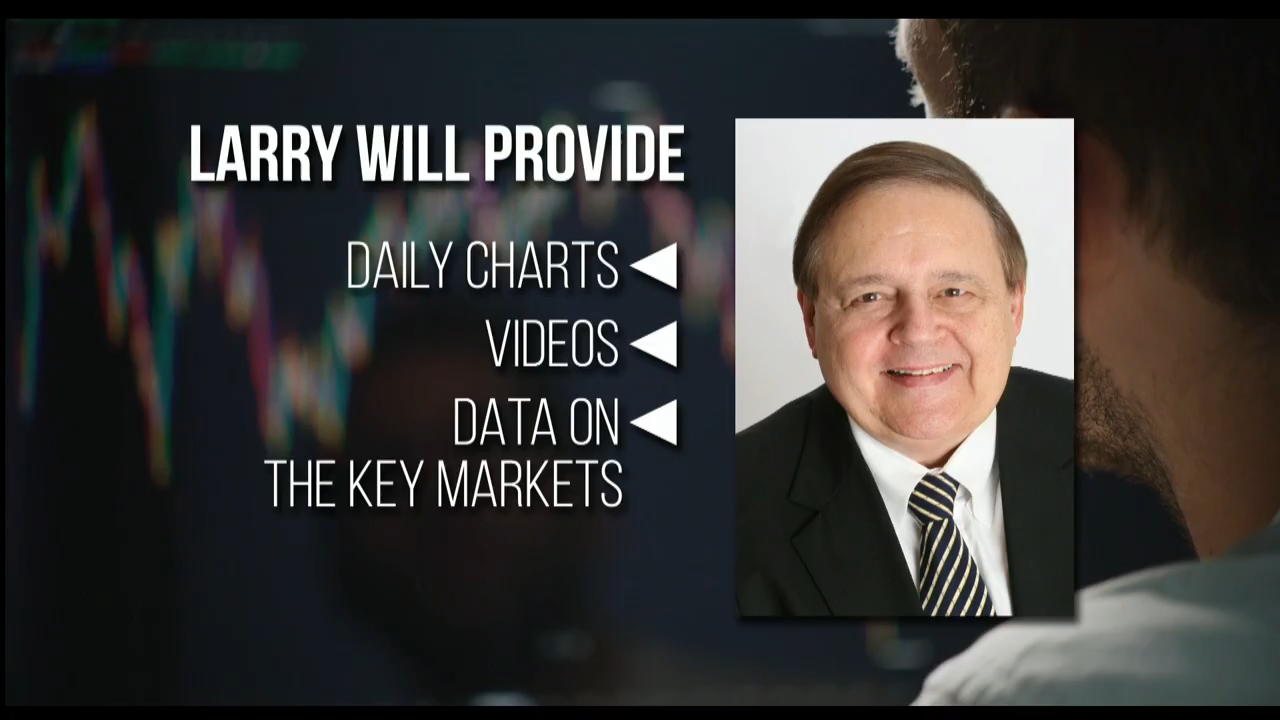 LARRY WILL PROVIDE
DAILY CHARTS
VIDEOS
DATA ON
THE KEY MARKETS